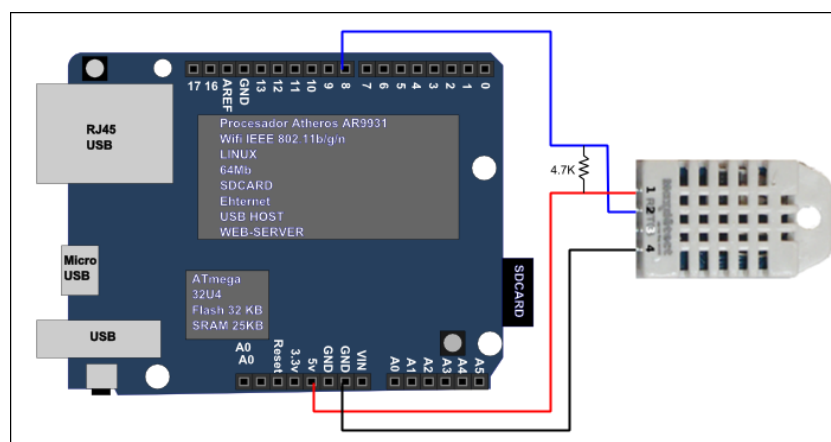 17 16 AREF GND 13 12 11 10 9 8 7 6 5 4 3 2 1 0
RJ45
USB
Procesador Atheros AR9931
Wifi IEEE 802.11b/g/n
LINUX
64Mb
SDCARD
Ehternet
USB HOST
WEB-SERVER
4.7K
1
2
3
4
Micro
USB
SDCARD
ATmega
32U4
Flash 32 KB
SRAM 25KB
USB
A0
A0 Reset 3.3v 5v GND GND VIN A0 A1 A2 A3 A4 A5